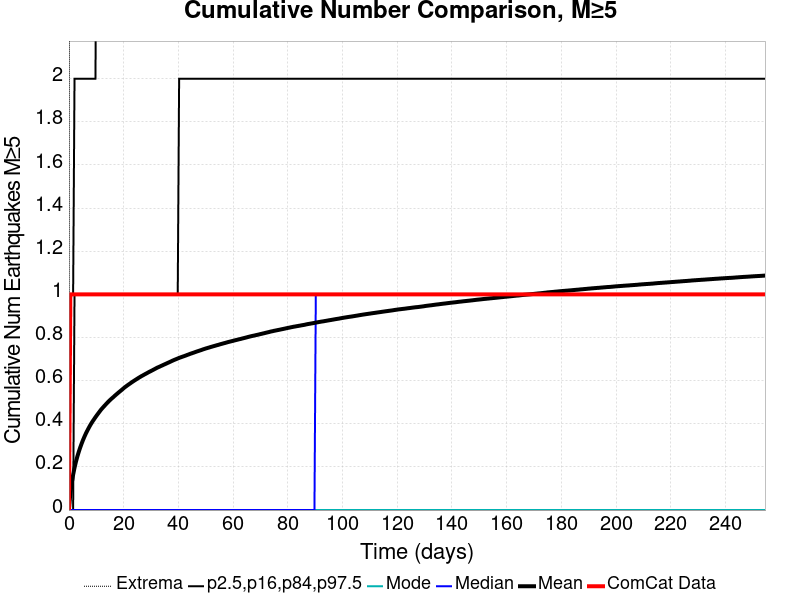 Cumulative Number Comparison, M≥5
Cumulative Num Earthquakes M≥5
2
1.8
1.6
1.4
1.2
1
0.8
0.6
0.4
0.2
0
0 20 40 60 80 100 120 140 160 180 200 220 240
Time (days)
Extrema p2.5,p16,p84,p97.5 Mode Median Mean ComCat Data